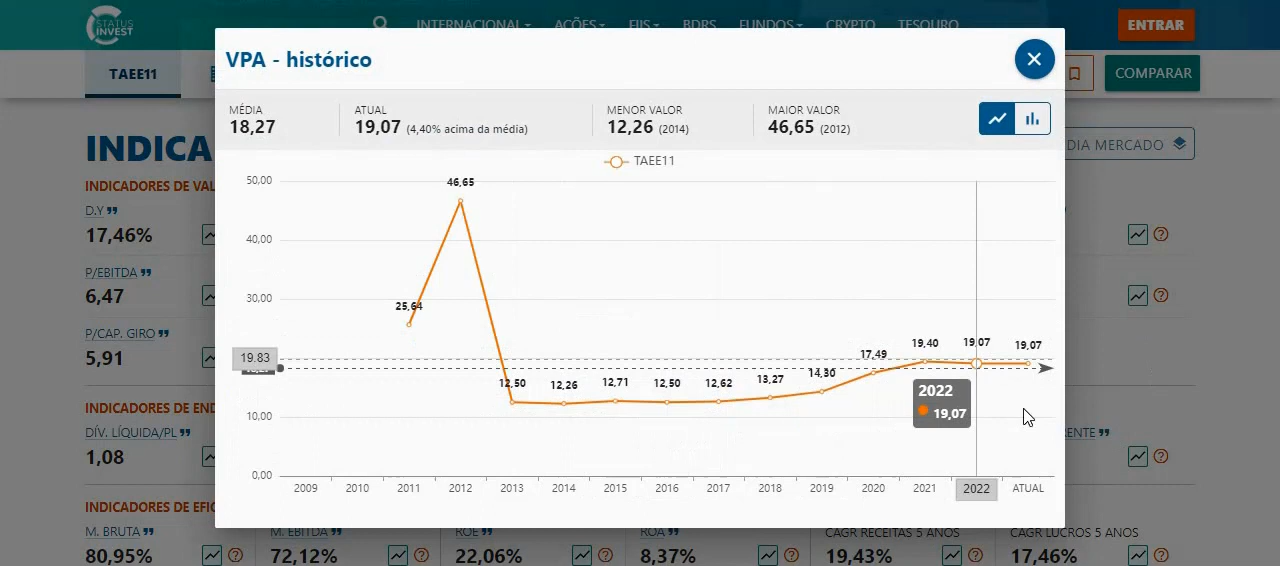 STATUS
INVEST
INTERNACIONAL AÇÕES FIIS BDRS FUNDOS CRYPTO TESOURO
ENTRAR
TAEE11
COMPARAR
VPA - histórico
MÉDIA
18,27
ATUAL
19,07 (4,40% acima da média)
MENOR VALOR
12,26 (2014)
MAIOR VALOR
46,65 (2012)
INDICA
DIA MERCADO
TAEE11
INDICADORES DE VAL
D.Y
17,46%
P/EBITDA
6,47
P/CAP. GIRO
5,91
50,00
40,00
30,00
19.83
10,00
0,00
25,64
46,65
12,50
12,26
12,71
12,50
12,62
13,27
14,30
17,49
19,40
19,07
19,07
2022
19,07
2009 2010 2011 2012 2013 2014 2015 2016 2017 2018 2019 2020 2021 2022 ATUAL
INDICADORES DE END
DÍV. LÍQUIDA/PL
1,08
ENTE
INDICADORES DE EFIC
M. BRUTA
80,95%
M. EBITDA
72,12%
ROE
22,06%
ROA
8,37%
CAGR RECEITAS 5 ANOS
19,43%
CAGR LUCROS 5 ANOS
17,46%